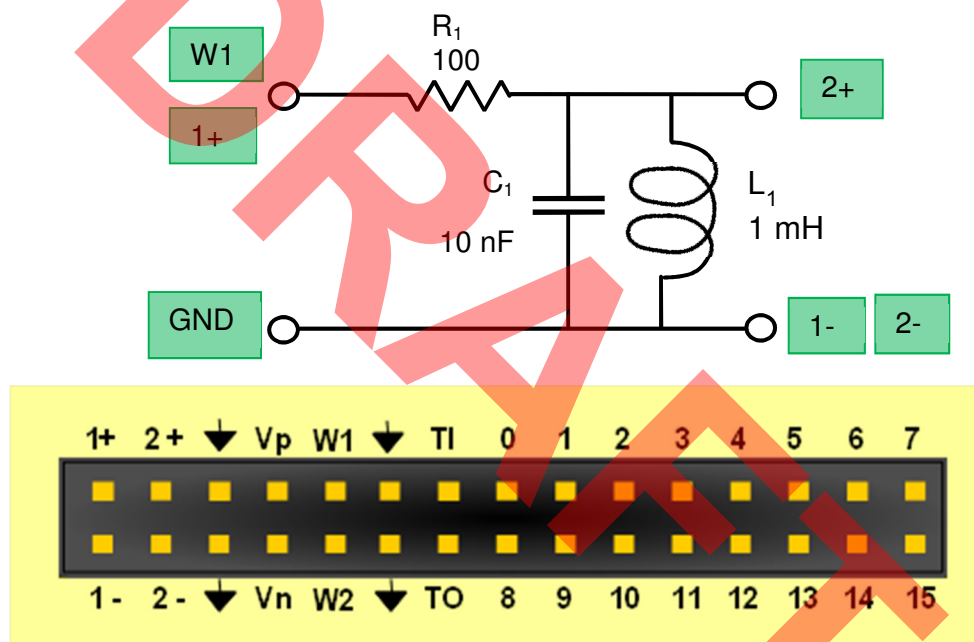 R1
100
W1
2+
1+
C1
L1
1 mH
10 nF
GND
1-
2-
1+ 2+ Vp W1 TI 0 1 2 3 4 5 6 7
1- 2- Vn W2 TO 8 9 10 11 12 13 14 15
DRAFT